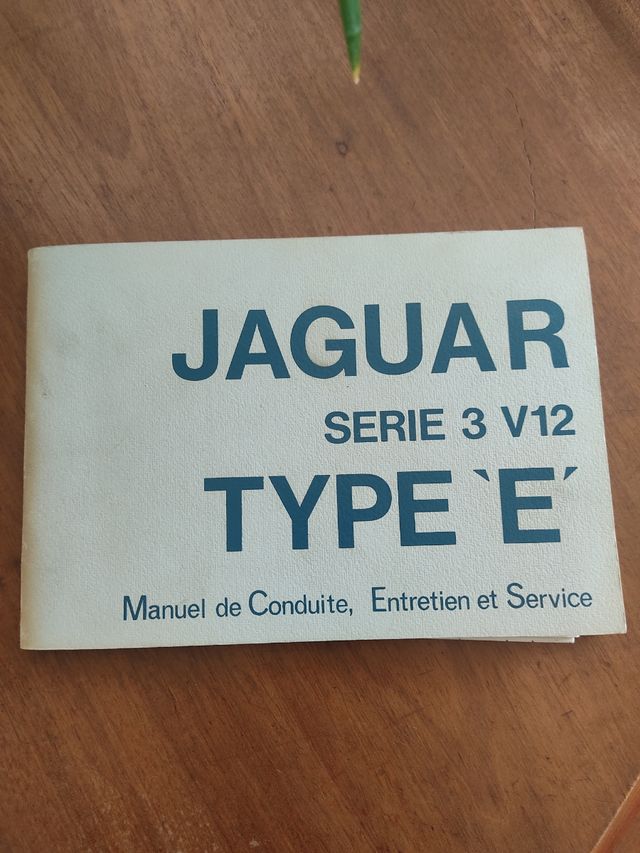 JAGUAR
SERIE 3 V12
TYPE `E´
Manuel de Conduite, Entretien et Service